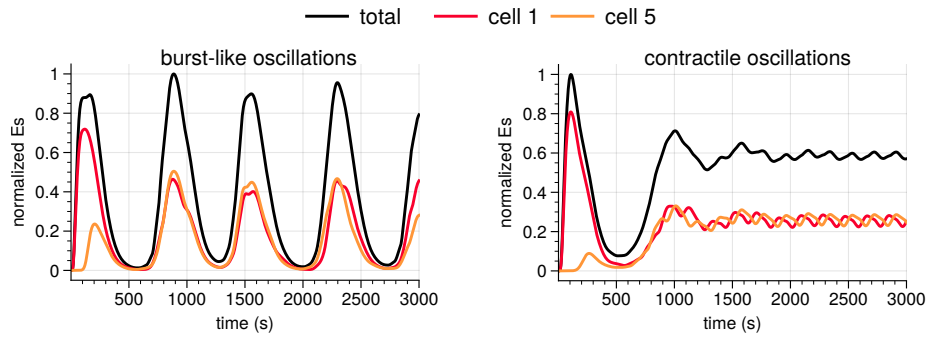 total cell 1 cell 5
burst-like oscillations
normalized Es
1
0.8
0.6
0.4
0.2
0
500 1000 1500 2000 2500 3000
time (s)
contractile oscillations
normalized Es
1
0.8
0.6
0.4
0.2
0
500 1000 1500 2000 2500 3000
time (s)